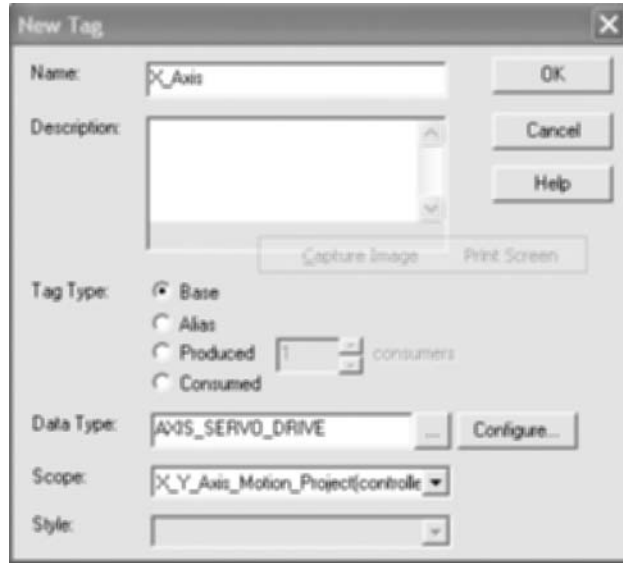 New Tag
Name: X_Axis OK
Description: Cancel
Help
Capture Image Print Screen
Tag Type: Base
Alias
Produced 1 consumers
Consumed
Data Type: AXIS_SERVO_DRIVE ... Configure...
Scope: X_Y_Axis_Motion_Project(controlle
Style: